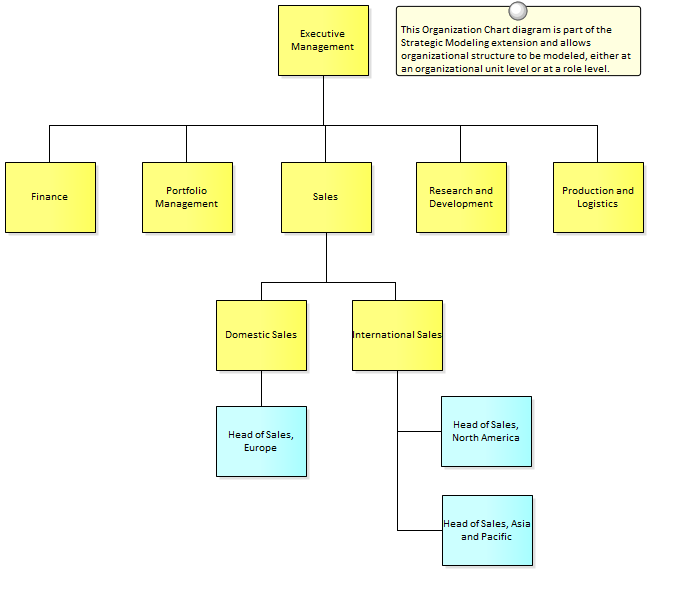 Executive
Management
This Organization Chart diagram is part of the
Strategic Modeling extension and allows
organizational structure to be modeled, either at
an organizational unit level or at a role level.
Finance
Portfolio
Management
Sales
Research and
Development
Production and
Logistics
Domestic Sales
International Sales
Head of Sales,
Europe
Head of Sales,
North America
Head of Sales, Asia
and Pacific